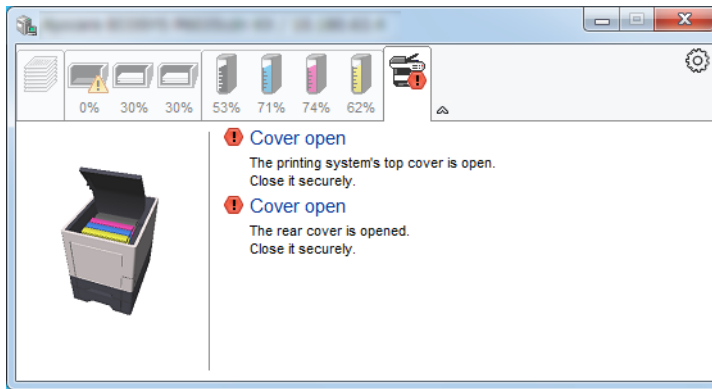 0% 30% 30% 53% 71% 74% 62%
Cover open
The printing system's top cover is open.
Close it securely.
Cover open
The rear cover is opened.
Close it securely.